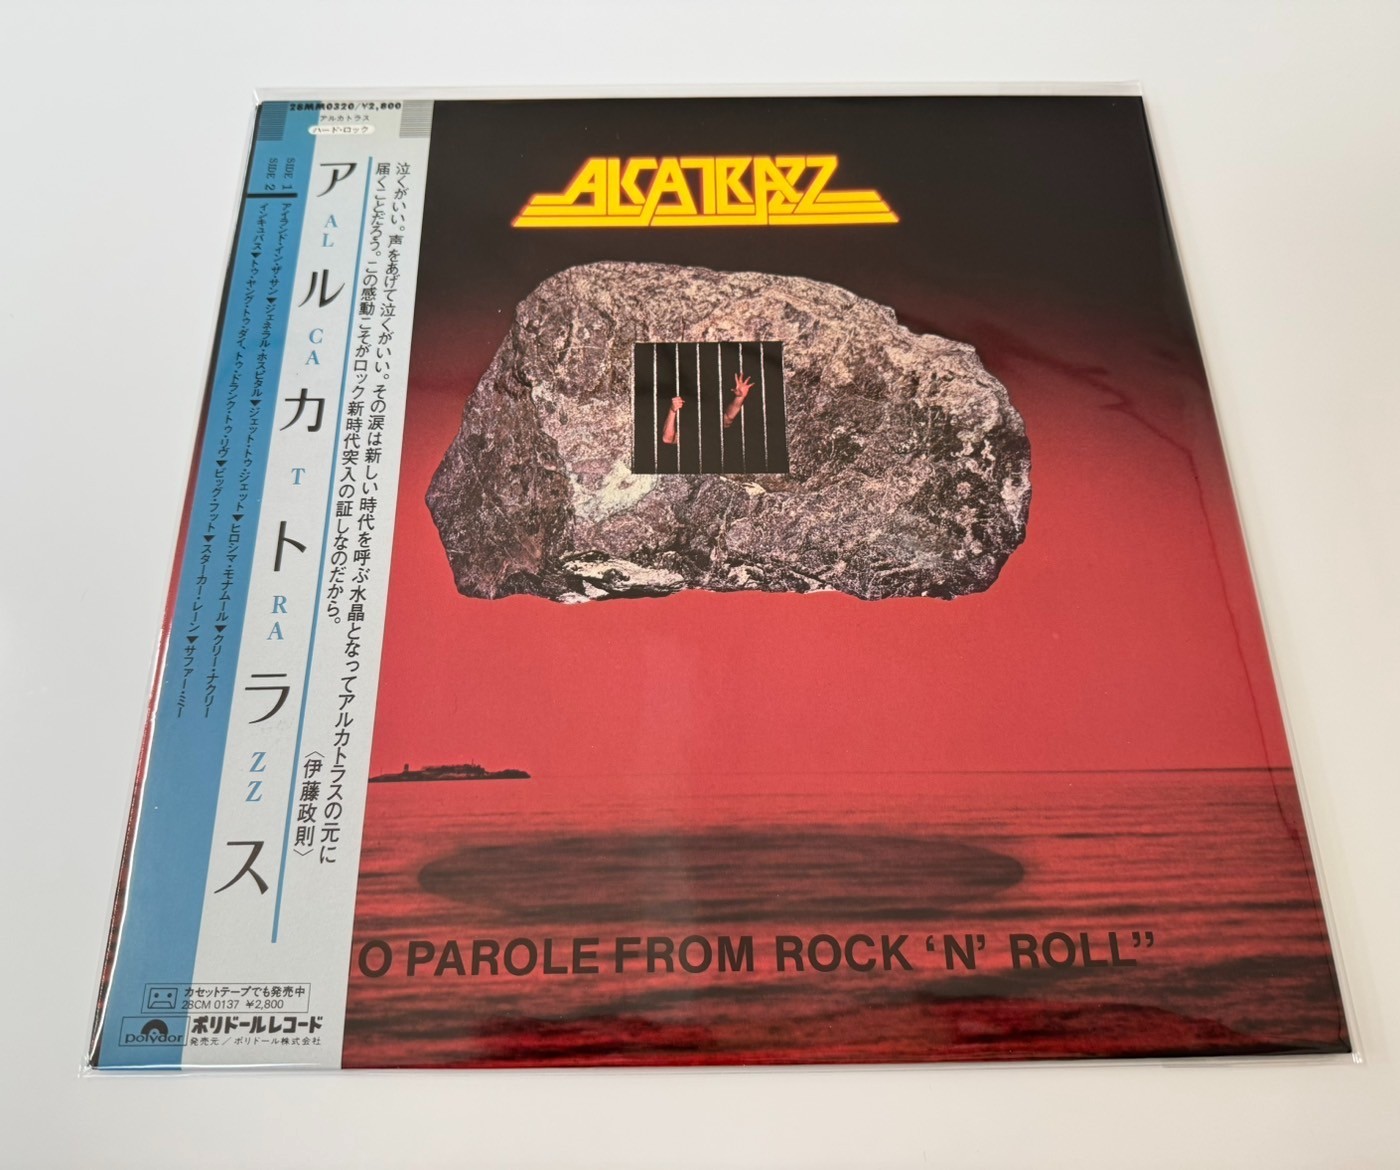 28MM0320/¥2,800
アルカトラス
ハード・ロック
ALCATRAZZ
泣くがいい。声をあげて泣くがいい。その涙は新しい時代を呼ぶ水晶となってアルカトラスの元に
届くことだろう。この感動こそがロック新時代突入の証しなのだから。
〈伊藤政則〉
アルカトラス
ALCATRAZZ
SIDE 1
アイランド・イン・ザ・サン▼ジェネラル・ホスピタル▼ジェット・トゥ・ジェット▼ヒロシマ・モナムール▼クリー・ナクリー
SIDE 2
インキュバス▼トゥ・ヤング・トゥ・ダイ、トゥ・ドランク・トゥ・リヴ▼ビッグ・フット▼スターカー・レーン▼サファー・ミー
O PAROLE FROM ROCK ‘N’ ROLL”
カセットテープでも発売中
28CM 0137 ¥2,800
polydor
ポリドールレコード
発売元／ポリドール株式会社